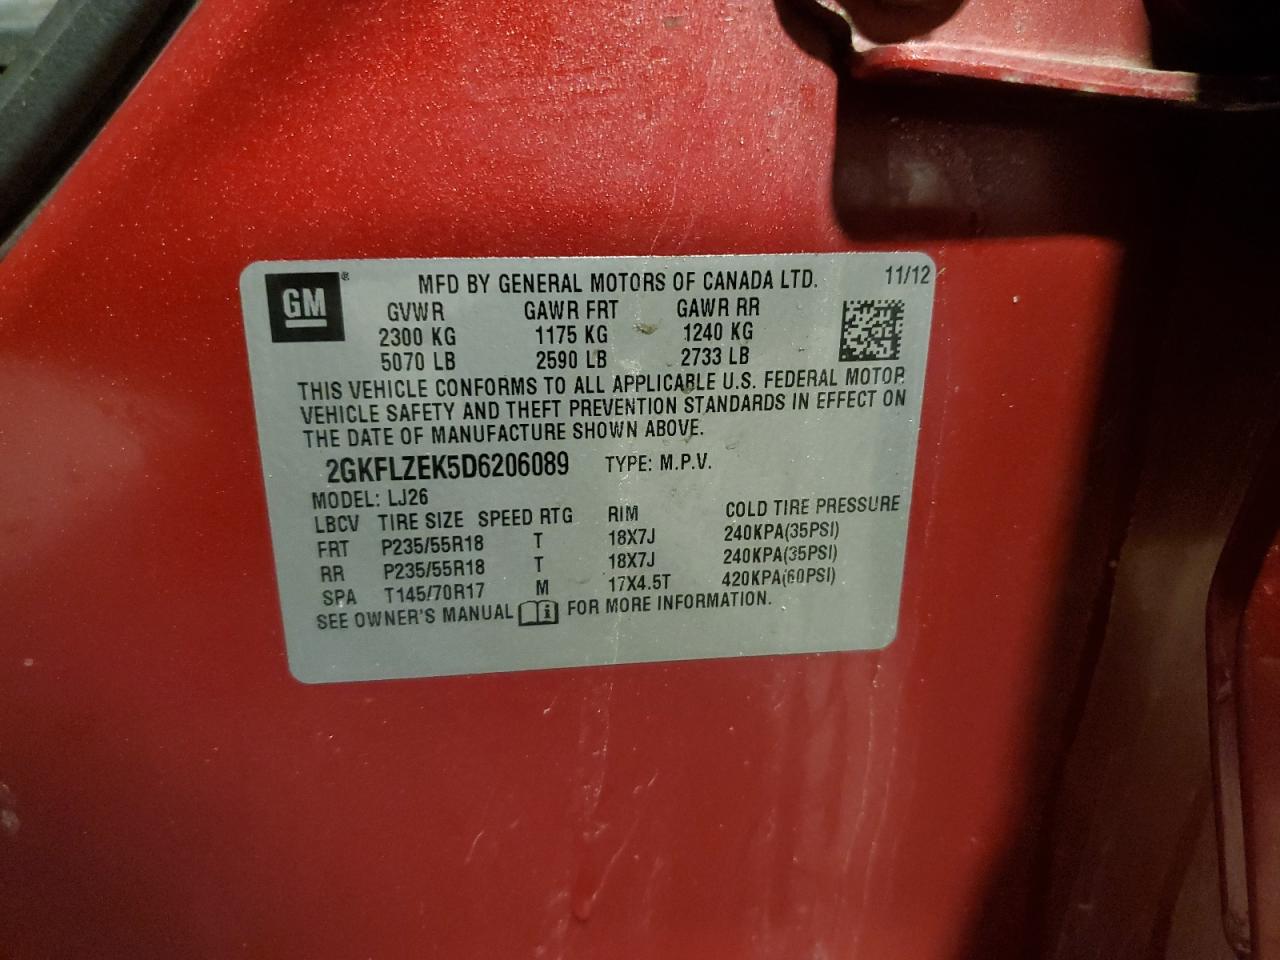 GM ® MFD BY GENERAL MOTORS OF CANADA LTD. 11/12
GVWR GAWR FRT GAWR RR
2300 KG 1175 KG 1240 KG
5070 LB 2590 LB 2733 LB
THIS VEHICLE CONFORMS TO ALL APPLICABLE U.S. FEDERAL MOTOR
VEHICLE SAFETY AND THEFT PREVENTION STANDARDS IN EFFECT ON
THE DATE OF MANUFACTURE SHOWN ABOVE.
2GKFLZEK5D6206089 TYPE: M.P.V.
MODEL: LJ26
LBCV TIRE SIZE SPEED RTG RIM COLD TIRE PRESSURE
FRT P235/55R18 T 18X7J 240KPA(35PSI)
RR P235/55R18 T 18X7J 240KPA(35PSI)
SPA T145/70R17 M 17X4.5T 420KPA(60PSI)
SEE OWNER'S MANUAL i FOR MORE INFORMATION.